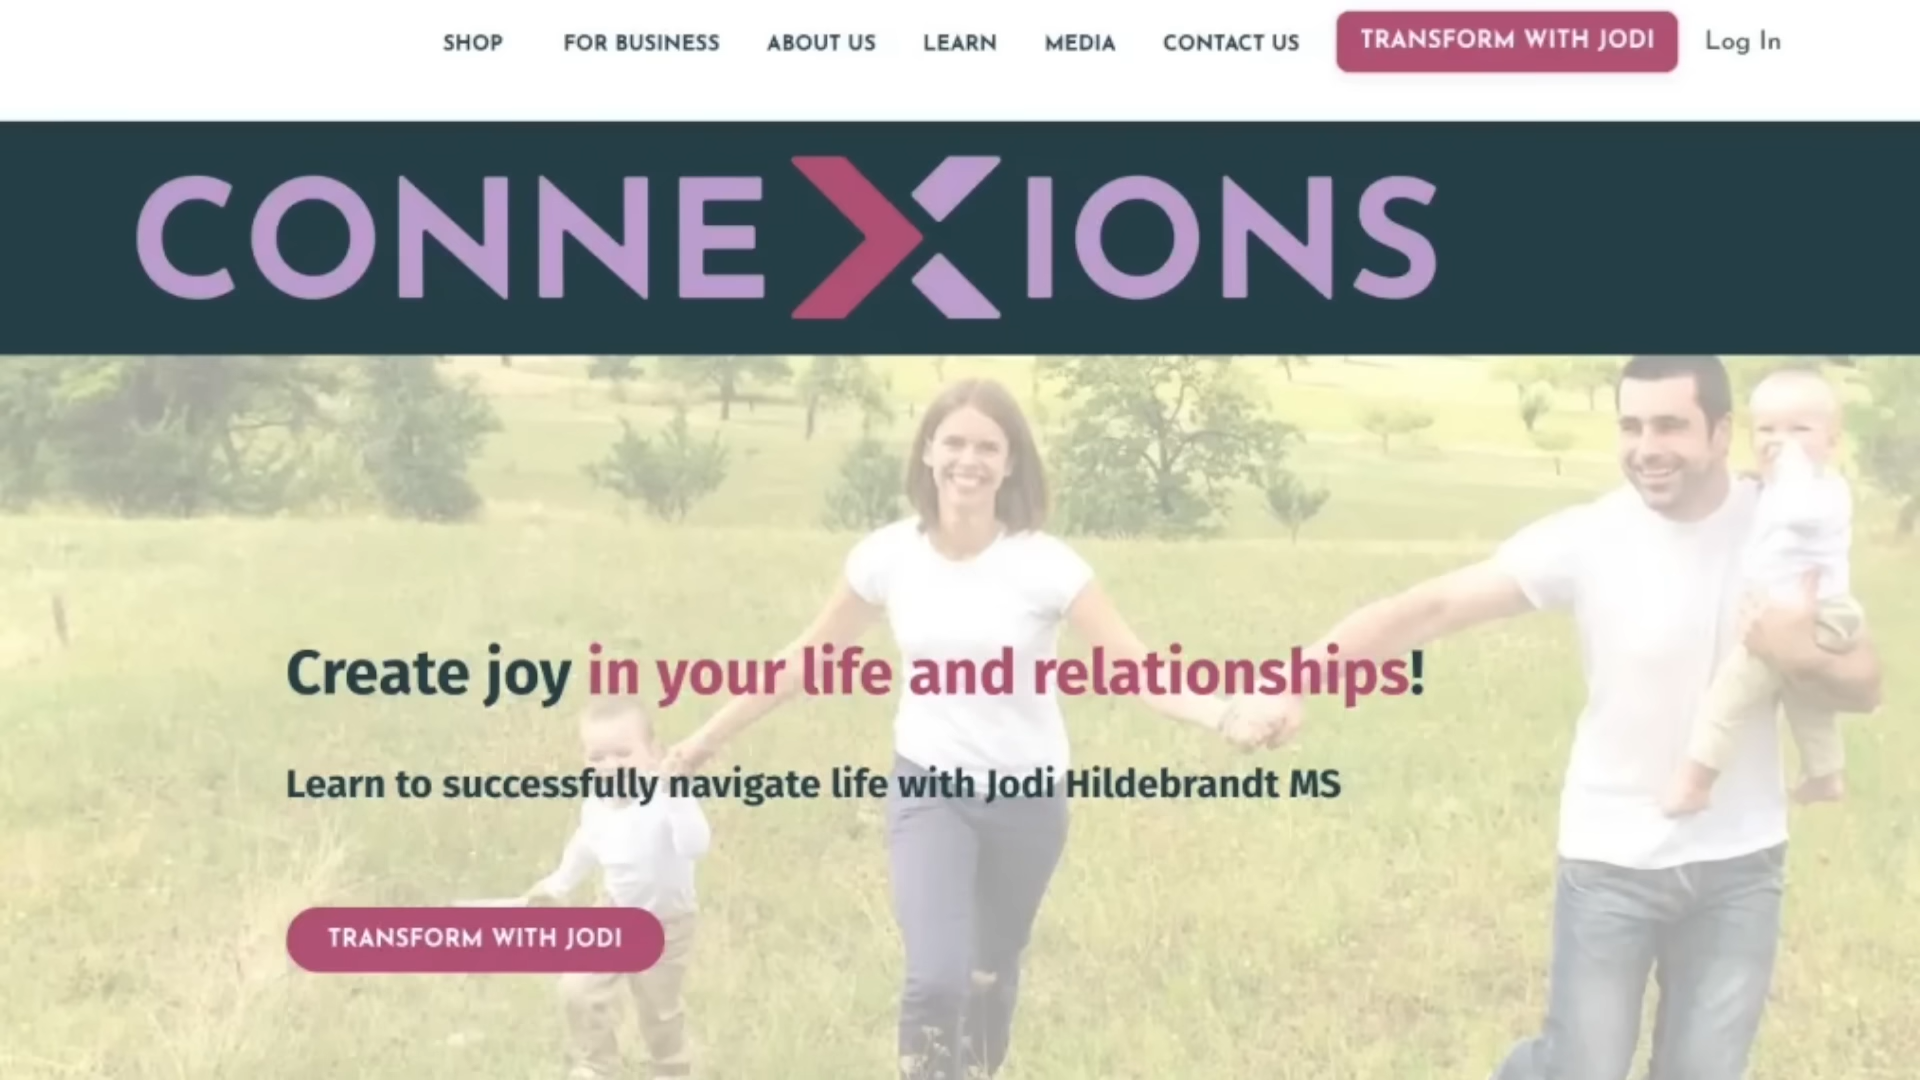 SHOP FOR BUSINESS ABOUT US LEARN MEDIA CONTACT US TRANSFORM WITH JODI Log In
CONNEXIONS
Create joy in your life and relationships!
Learn to successfully navigate life with Jodi Hildebrandt MS
TRANSFORM WITH JODI